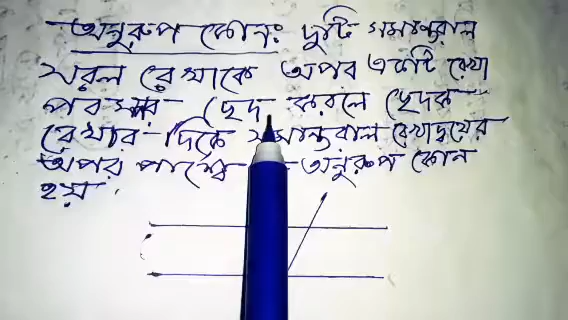 অনুরূপ কোনঃ দুটি সমান্তরাল
সরল রেখাকে অপর একটি রেখা
পরস্পর ছেদ করলে ছেদক
রেখার দিকে সমান্তরাল রেখাদ্বয়ের
অপর পার্শ্বে অনুরূপ কোন
হয়।